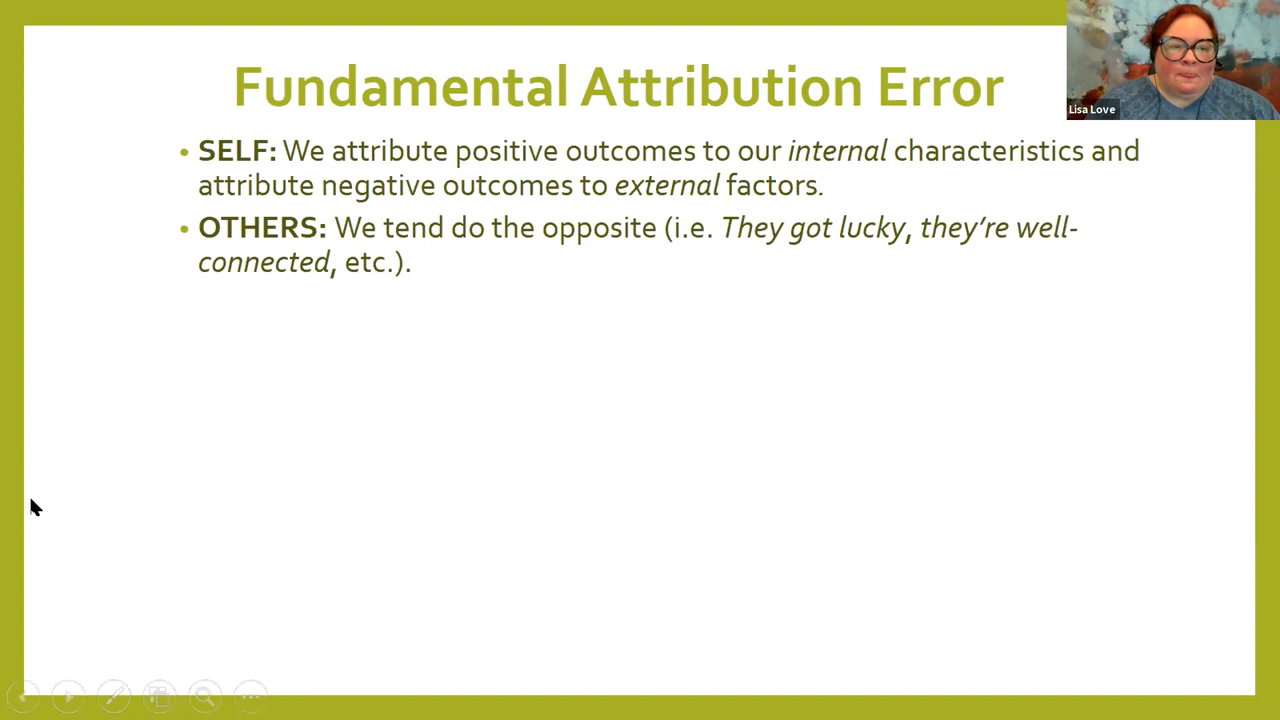 Fundamental Attribution Error
Lisa Love
• SELF: We attribute positive outcomes to our internal characteristics and
attribute negative outcomes to external factors.
• OTHERS: We tend do the opposite (i.e. They got lucky, they’re well-
connected, etc.).